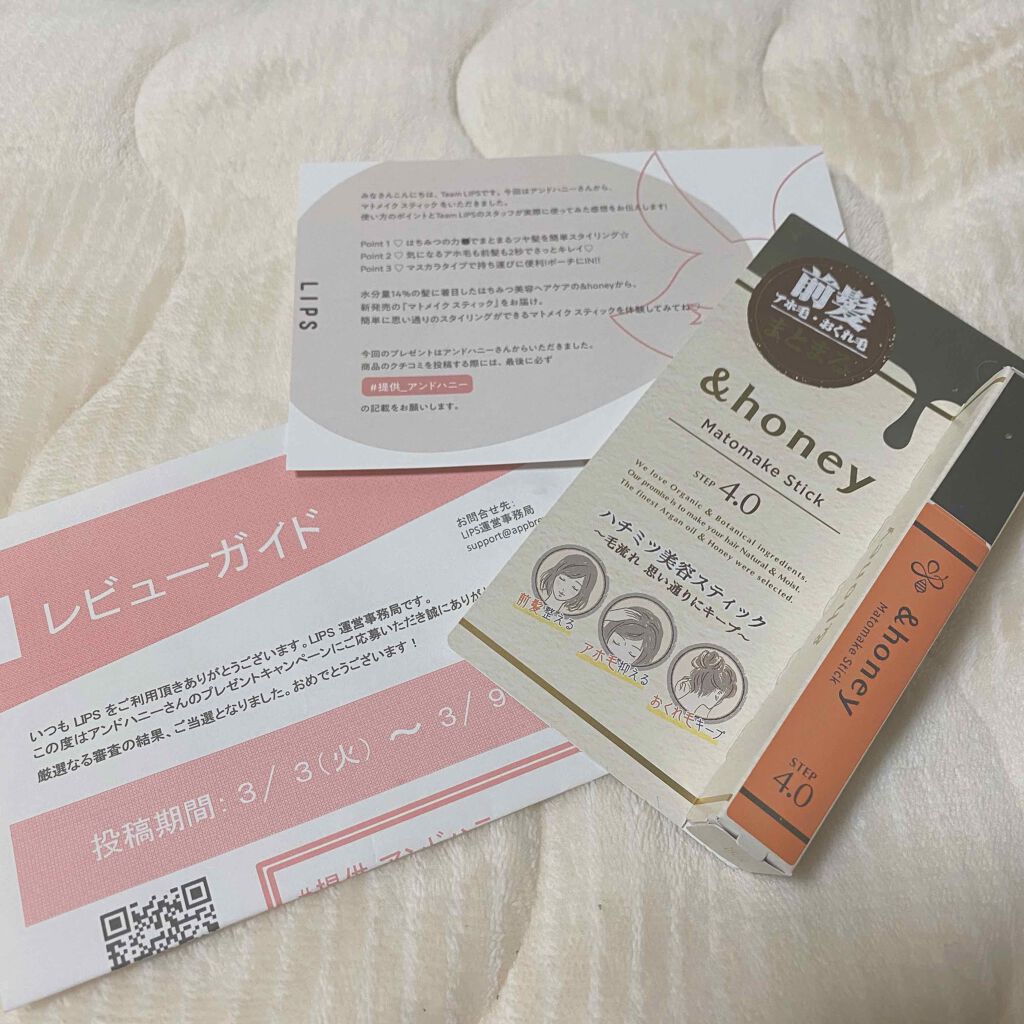 みなさんこんにちは、Team LIPSです。今回はアンドハニーさんから、
マトメイク スティック をいただきました。
使い方のポイントとTeam LIPSのスタッフが実際に使ってみた感想をお伝えします!
Point 1 ♡ はちみつの力🍯でまとまるツヤ髪を簡単スタイリング☆
Point 2 ♡ 気になるアホ毛も前髪も2秒でさっとキレイ♡
Point 3 ♡ マスカラタイプで持ち運びに便利!ポーチにIN!!
水分量14%の髪に着目したはちみつ美容ヘアケアの&honeyから、
新発売の『マトメイク スティック』をお届け。
簡単に思い通りのスタイリングができるマトメイク スティックを体験してみてね
今回のプレゼントはアンドハニーさんからいただきました。
商品のクチコミを投稿する際には、最後に必ず
#提供_アンドハニー
の記載をお願いします。
LIPS
前髪
アホ毛・おくれ毛
まとまる
&honey
Matomake Stick
STEP 4.0
We love Organic & Botanical ingredients.
Our promise is to make your hair Natural & Moist.
The finest Argan oil & Honey were selected.
ハチミツ美容スティック
～毛流れ 思い通りにキープ～
前髪整える
アホ毛抑える
おくれ毛キープ
&honey
Matomake Stick
STEP
4.0
レビューガイド
お問合せ先:
LIPS運営事務局
support@appbre
いつも LIPS をご利用頂きありがとうございます。LIPS 運営事務局です。
この度はアンドハニーさんのプレゼントキャンペーンにご応募いただき誠にありが
厳選なる審査の結果、ご当選となりました。おめでとうございます！
投稿期間: 3/ 3(火) ～ 3/ 9
#提供_アンドハニ